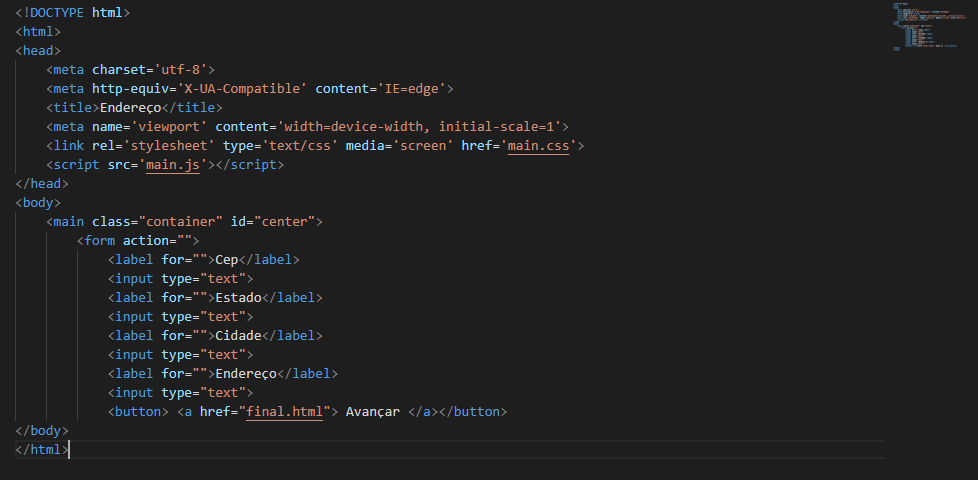 <!DOCTYPE html>
<html>
<head>
    <meta charset='utf-8'>
    <meta http-equiv='X-UA-Compatible' content='IE=edge'>
    <title>Endereço</title>
    <meta name='viewport' content='width=device-width, initial-scale=1'>
    <link rel='stylesheet' type='text/css' media='screen' href='main.css'>
    <script src='main.js'></script>
</head>
<body>
    <main class="container" id="center">
        <form action="">
            <label for="">Cep</label>
            <input type="text">
            <label for="">Estado</label>
            <input type="text">
            <label for="">Cidade</label>
            <input type="text">
            <label for="">Endereço</label>
            <input type="text">
            <button> <a href="final.html"> Avançar </a></button>
</body>
</html>